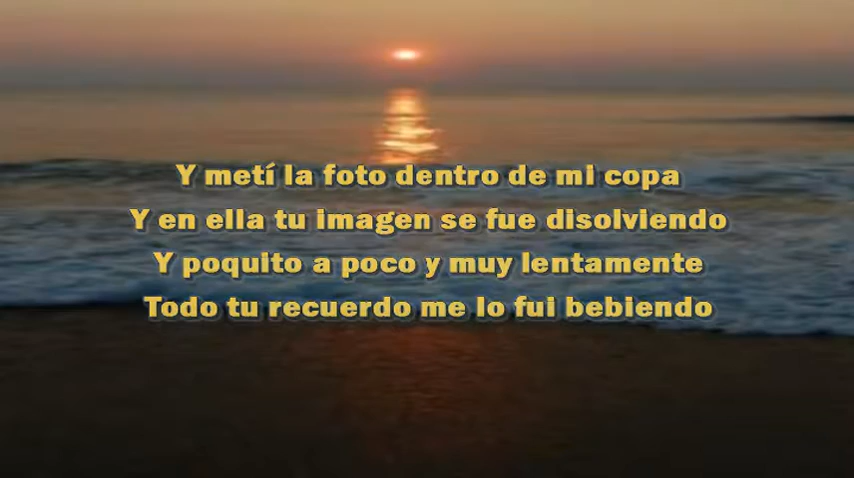 Y metí la foto dentro de mi copa
Y en ella tu imagen se fue disolviendo
Y poquito a poco y muy lentamente
Todo tu recuerdo me lo fui bebiendo